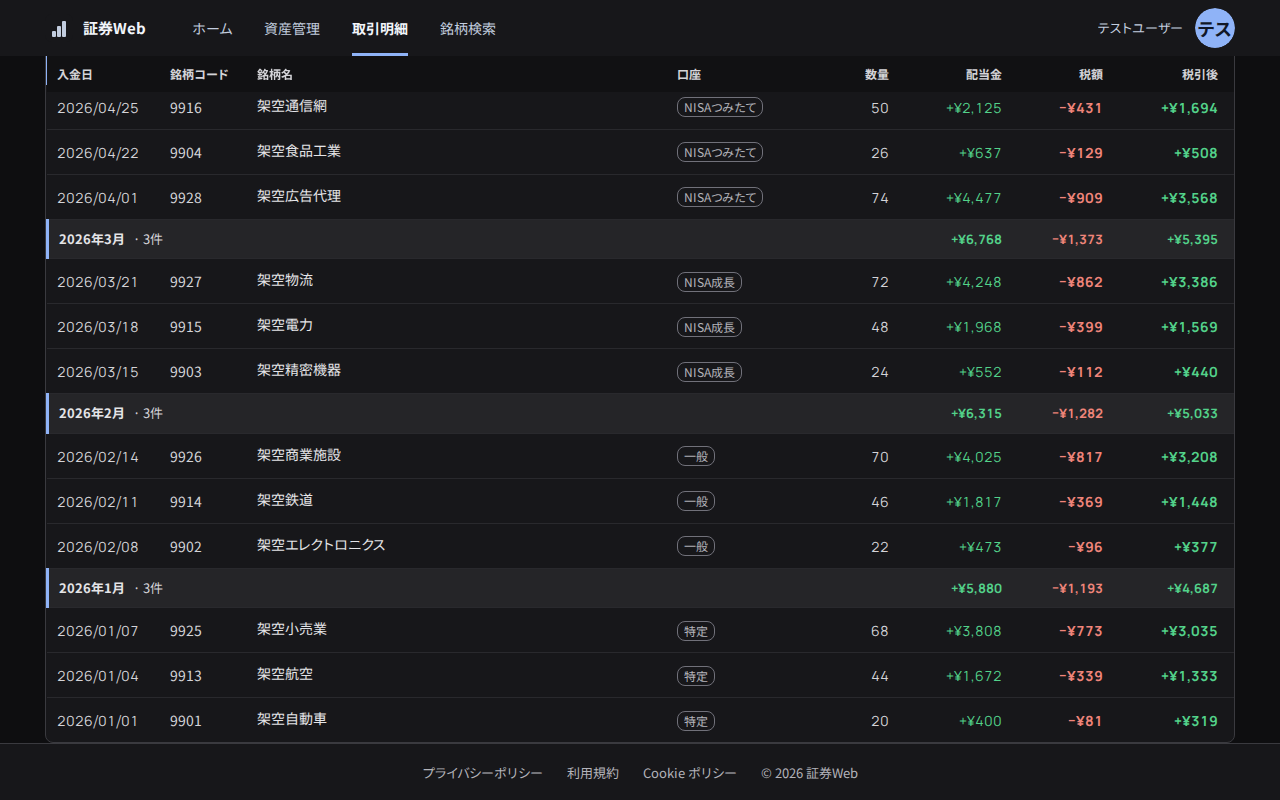 証券Web ホーム 資産管理 取引明細 銘柄検索 テストユーザー テス
入金日 銘柄コード 銘柄名 口座 数量 配当金 税額 税引後
2026/04/25 9916 架空通信網 NISAつみたて 50 +¥2,125 −¥431 +¥1,694
2026/04/22 9904 架空食品工業 NISAつみたて 26 +¥637 −¥129 +¥508
2026/04/01 9928 架空広告代理 NISAつみたて 74 +¥4,477 −¥909 +¥3,568
2026年3月 · 3件 +¥6,768 −¥1,373 +¥5,395
2026/03/21 9927 架空物流 NISA成長 72 +¥4,248 −¥862 +¥3,386
2026/03/18 9915 架空電力 NISA成長 48 +¥1,968 −¥399 +¥1,569
2026/03/15 9903 架空精密機器 NISA成長 24 +¥552 −¥112 +¥440
2026年2月 · 3件 +¥6,315 −¥1,282 +¥5,033
2026/02/14 9926 架空商業施設 一般 70 +¥4,025 −¥817 +¥3,208
2026/02/11 9914 架空鉄道 一般 46 +¥1,817 −¥369 +¥1,448
2026/02/08 9902 架空エレクトロニクス 一般 22 +¥473 −¥96 +¥377
2026年1月 · 3件 +¥5,880 −¥1,193 +¥4,687
2026/01/07 9925 架空小売業 特定 68 +¥3,808 −¥773 +¥3,035
2026/01/04 9913 架空航空 特定 44 +¥1,672 −¥339 +¥1,333
2026/01/01 9901 架空自動車 特定 20 +¥400 −¥81 +¥319
プライバシーポリシー 利用規約 Cookie ポリシー © 2026 証券Web